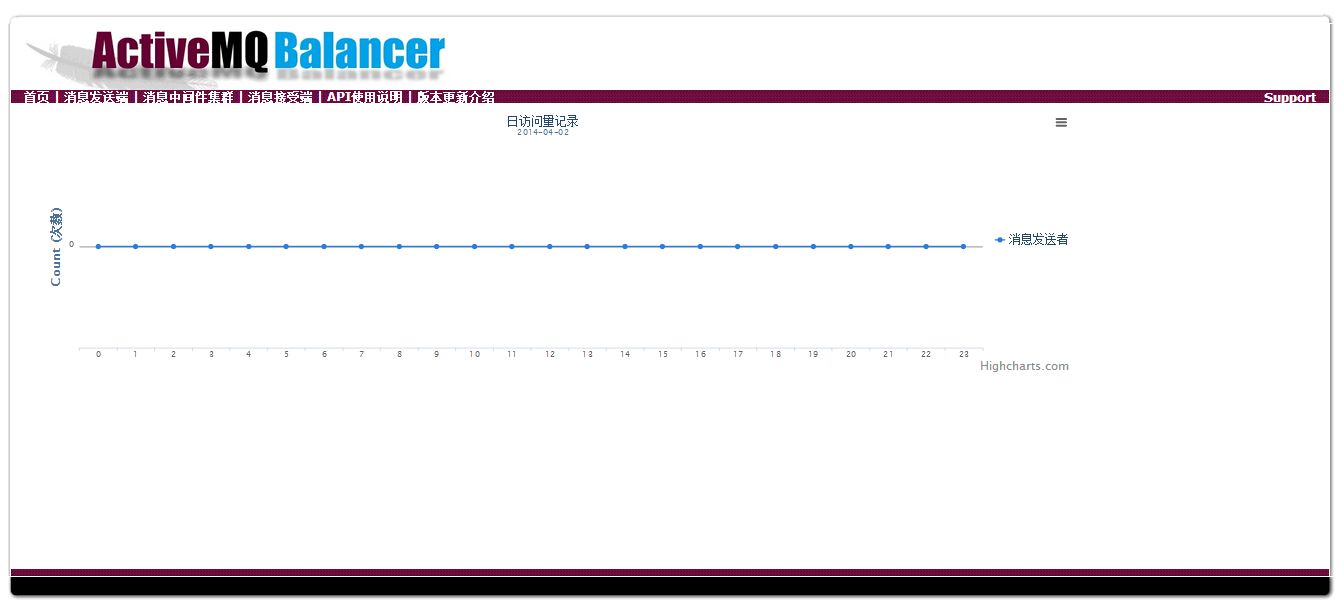 ActiveMQ Balancer
首页 | 消息发送端 | 消息中间件集群 | 消息接受端 | API使用说明 | 版本更新介绍 Support
日访问量记录
2014-04-02
Count (次数)
0
消息发送者
0 1 2 3 4 5 6 7 8 9 10 11 12 13 14 15 16 17 18 19 20 21 22 23
Highcharts.com